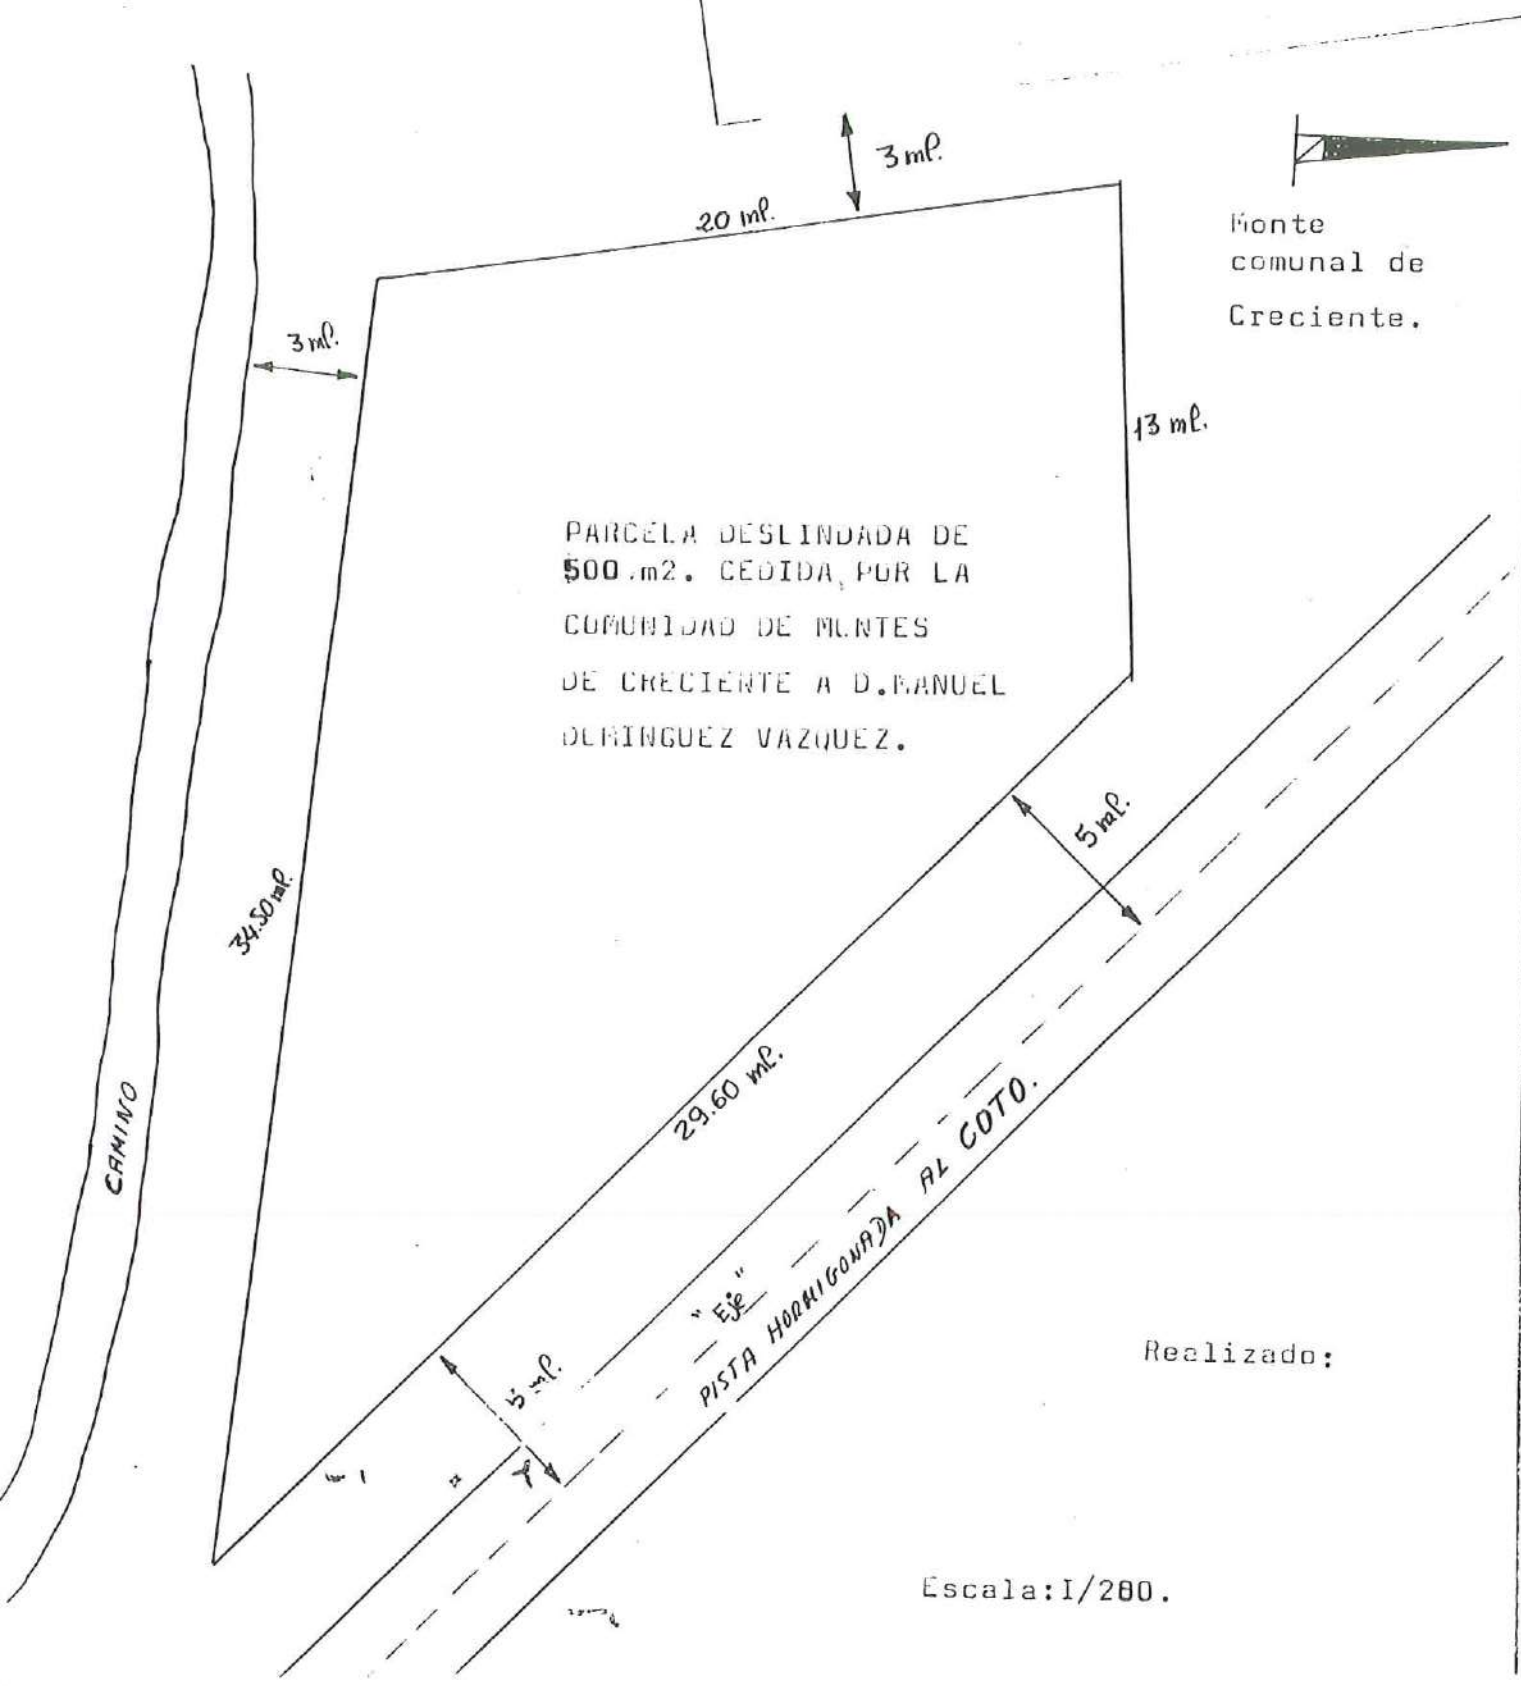 3 ml.
20 ml.
Monte
comunal de
Creciente.
3 ml.
13 ml.
PARCELA DESLINDADA DE
500.m2. CEDIDA POR LA
COMUNIDAD DE MONTES
DE CRECIENTE A D.MANUEL
DOMINGUEZ VAZQUEZ.
5 ml.
34.50 ml.
29.60 ml.
CAMINO
"Eje"
PISTA HORMIGONADA AL COTO.
Realizado:
5 ml.
Escala:I/280.